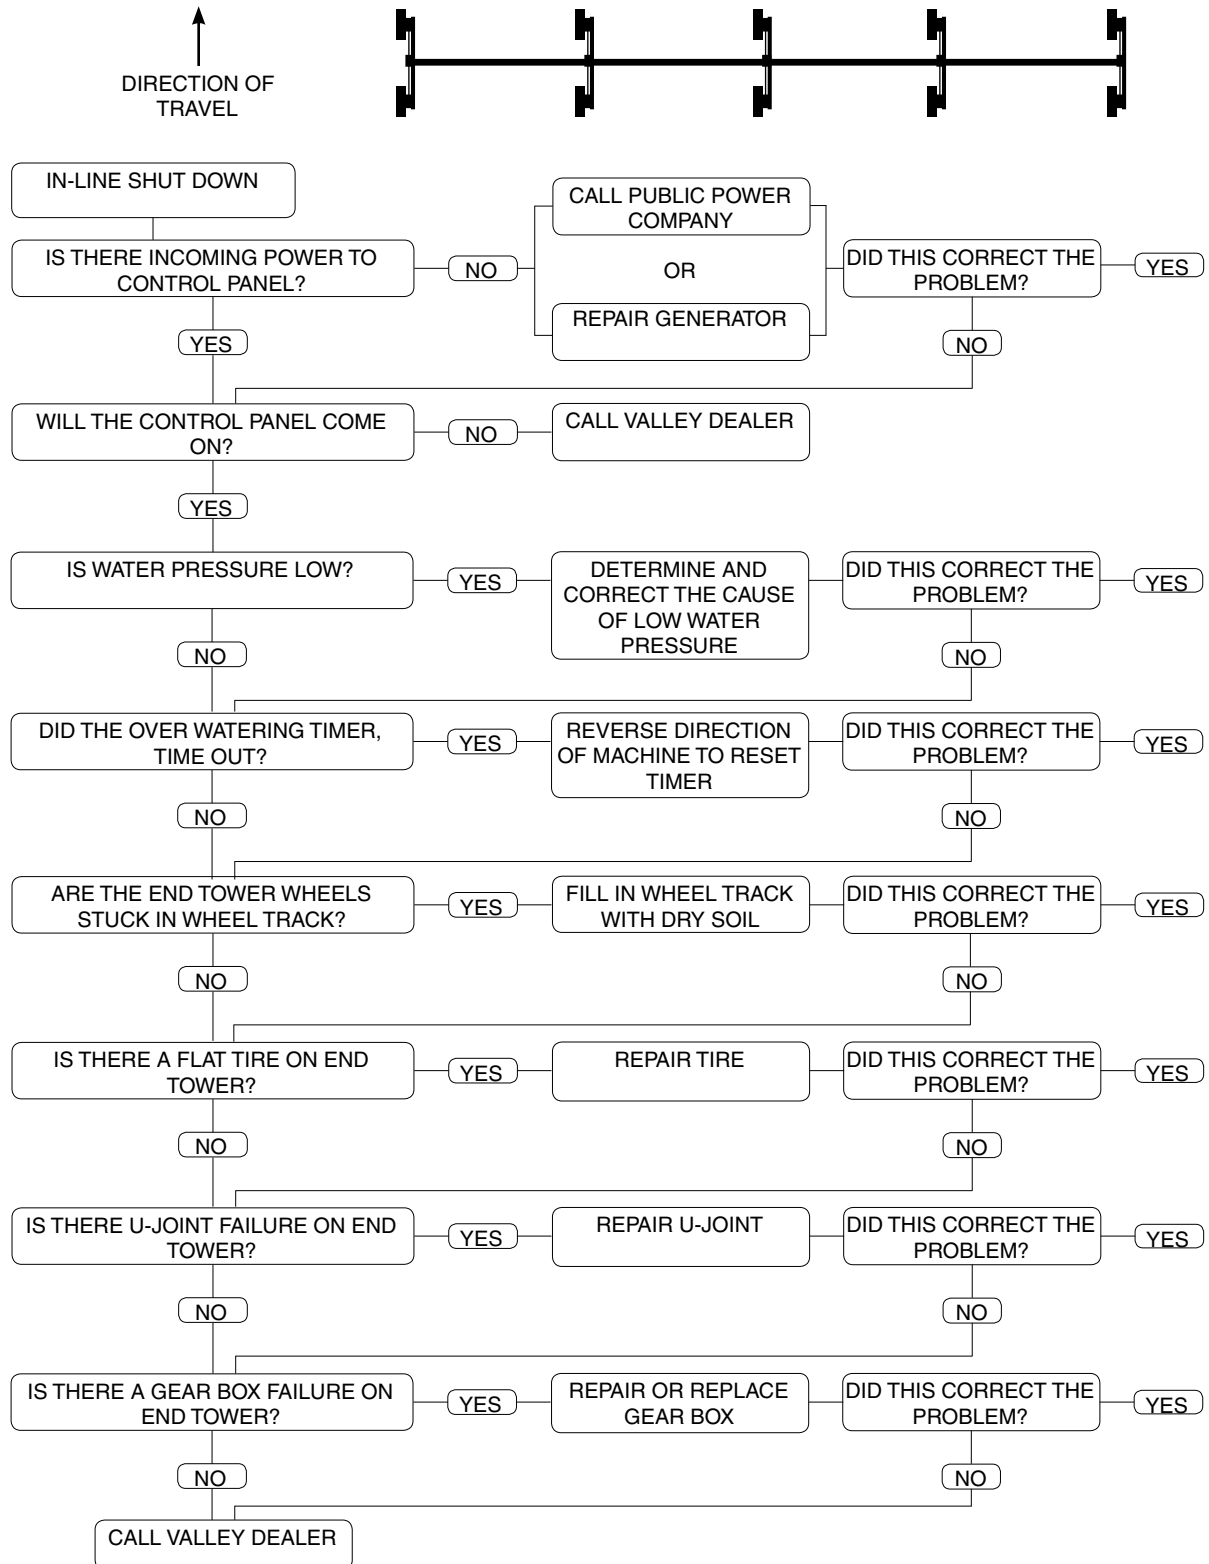 DIRECTION OF
TRAVEL
IN-LINE SHUT DOWN
IS THERE INCOMING POWER TO
CONTROL PANEL?
NO
CALL PUBLIC POWER
COMPANY
OR
REPAIR GENERATOR
DID THIS CORRECT THE
PROBLEM?
YES
YES
NO
WILL THE CONTROL PANEL COME
ON?
NO
CALL VALLEY DEALER
YES
IS WATER PRESSURE LOW?
YES
DETERMINE AND
CORRECT THE CAUSE
OF LOW WATER
PRESSURE
DID THIS CORRECT THE
PROBLEM?
YES
NO
NO
DID THE OVER WATERING TIMER,
TIME OUT?
YES
REVERSE DIRECTION
OF MACHINE TO RESET
TIMER
DID THIS CORRECT THE
PROBLEM?
YES
NO
NO
ARE THE END TOWER WHEELS
STUCK IN WHEEL TRACK?
YES
FILL IN WHEEL TRACK
WITH DRY SOIL
DID THIS CORRECT THE
PROBLEM?
YES
NO
NO
IS THERE A FLAT TIRE ON END
TOWER?
YES
REPAIR TIRE
DID THIS CORRECT THE
PROBLEM?
YES
NO
NO
IS THERE U-JOINT FAILURE ON END
TOWER?
YES
REPAIR U-JOINT
DID THIS CORRECT THE
PROBLEM?
YES
NO
NO
IS THERE A GEAR BOX FAILURE ON
END TOWER?
YES
REPAIR OR REPLACE
GEAR BOX
DID THIS CORRECT THE
PROBLEM?
YES
NO
NO
CALL VALLEY DEALER